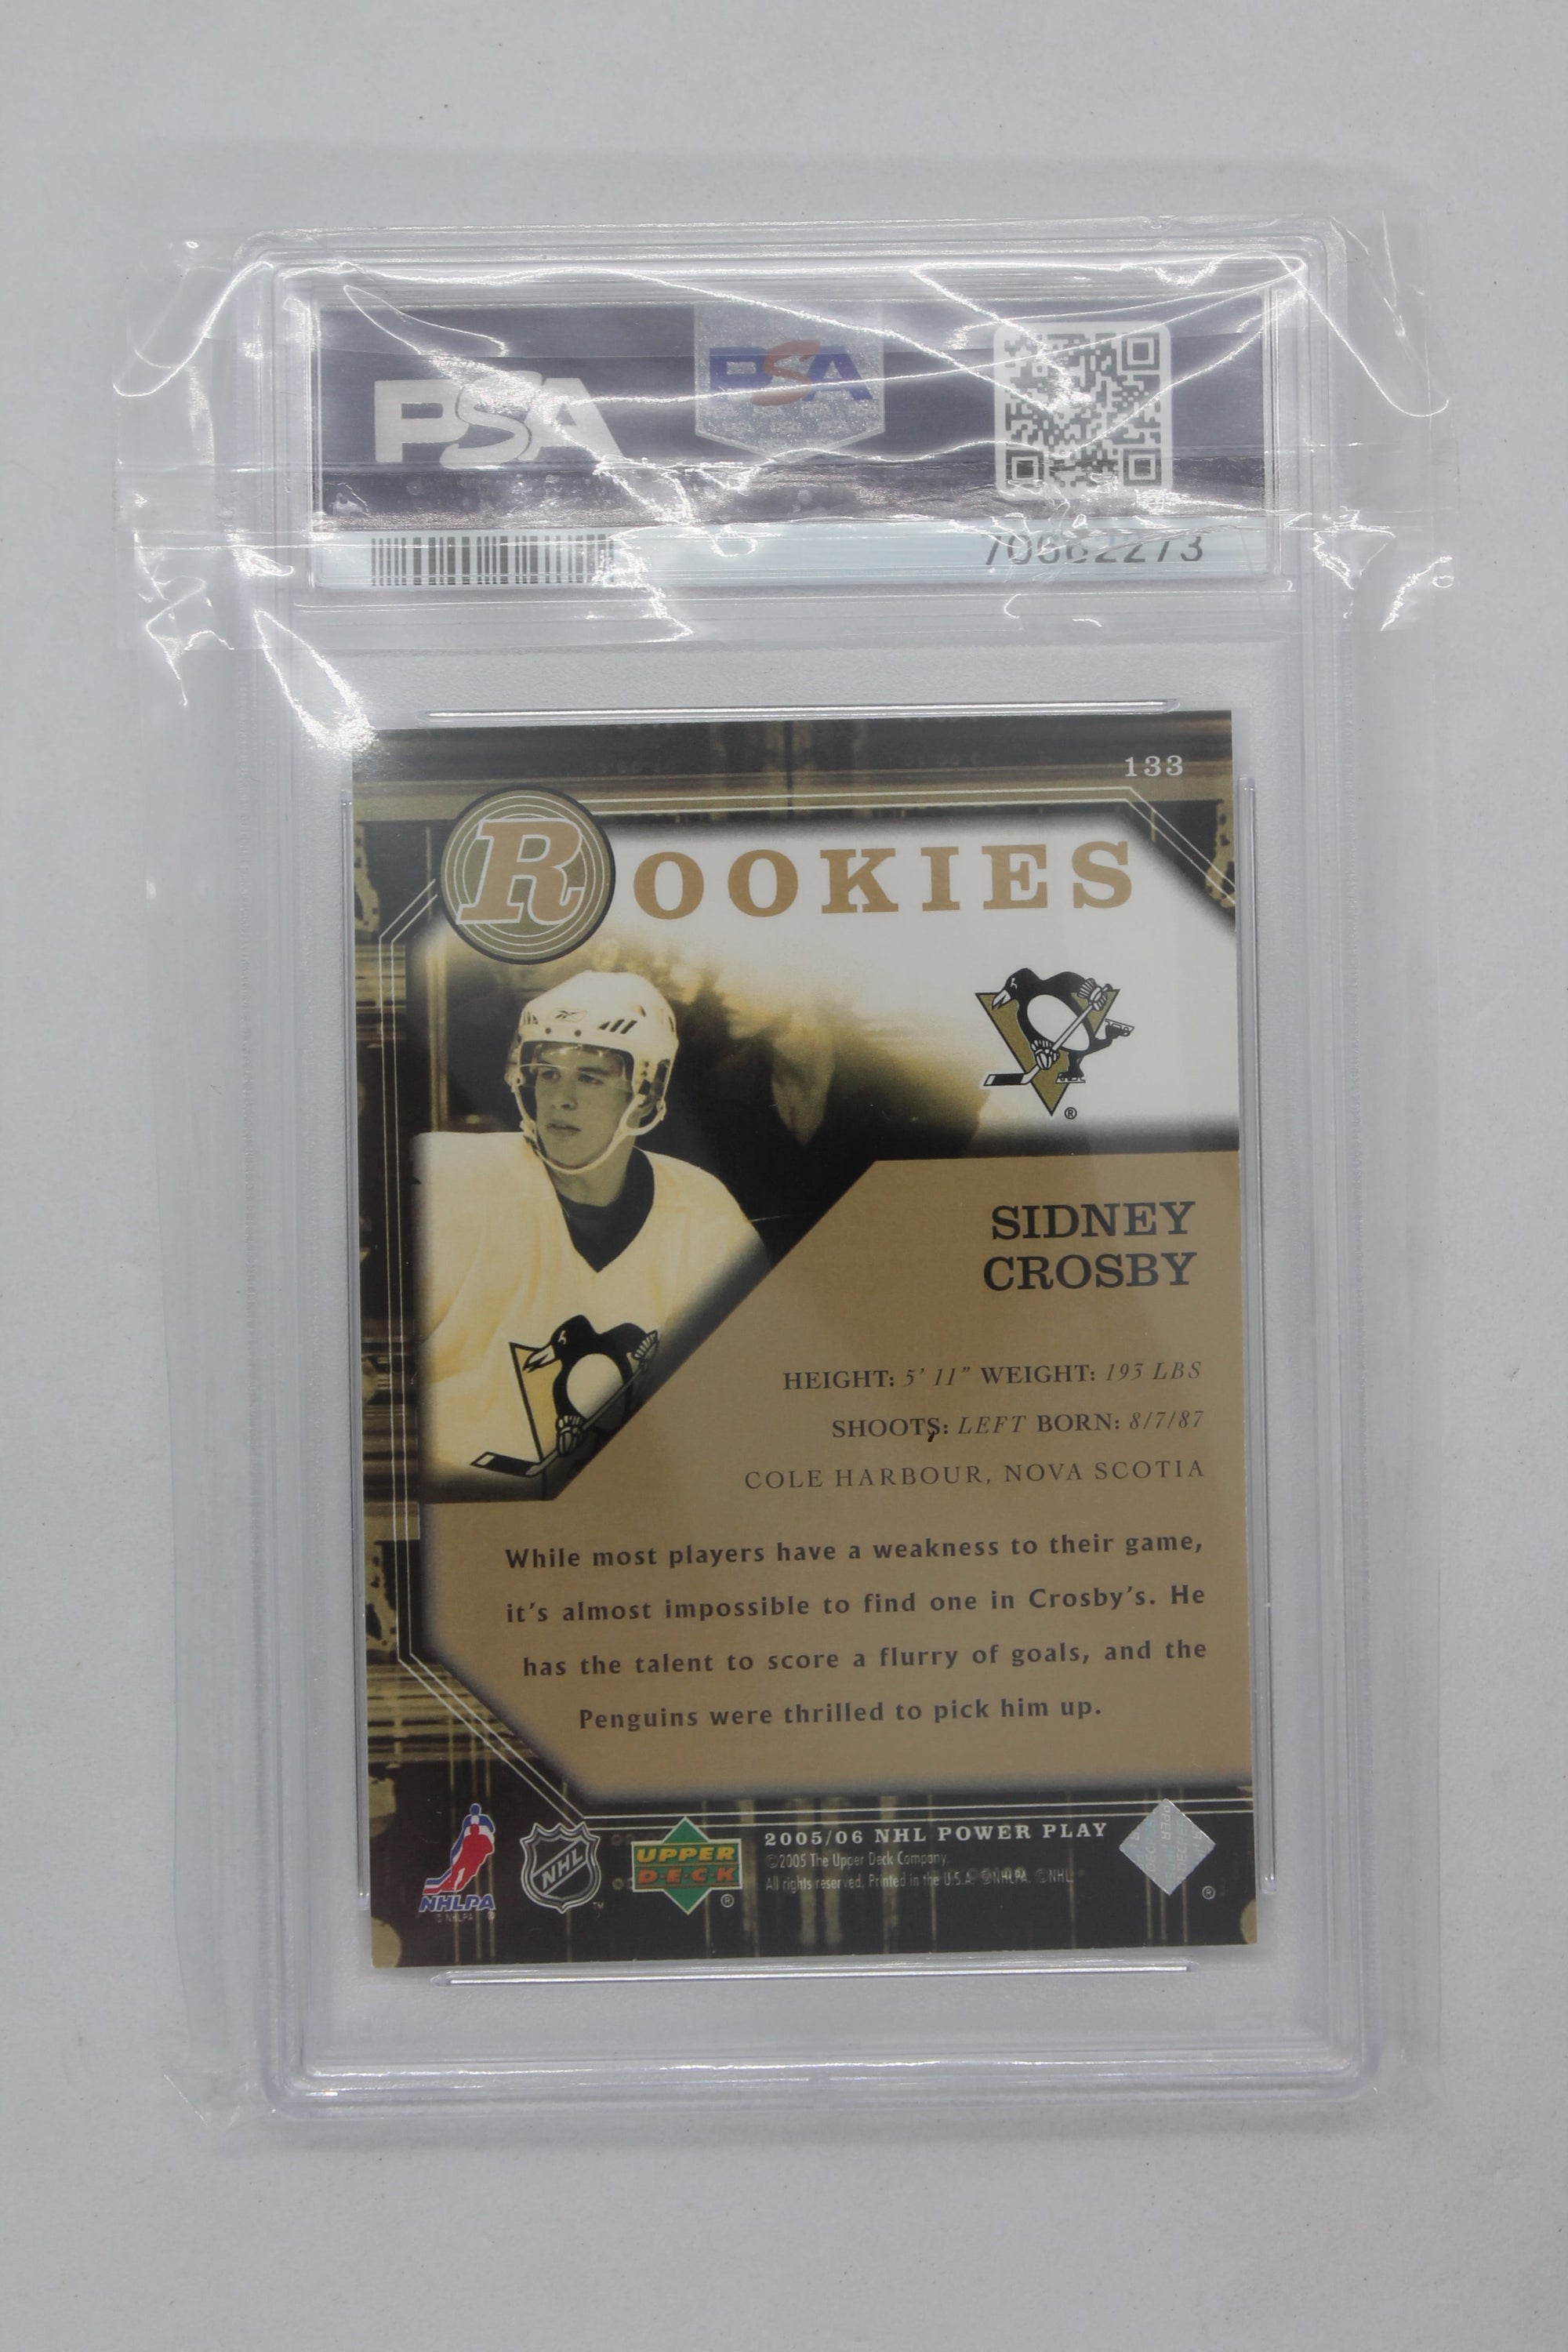 PSA
PSA
70662273
133
ROOKIES
SIDNEY
CROSBY
HEIGHT: 5' 11" WEIGHT: 193 LBS
SHOOTS: LEFT BORN: 8/7/87
COLE HARBOUR, NOVA SCOTIA
While most players have a weakness to their game,
it's almost impossible to find one in Crosby's. He
has the talent to score a flurry of goals, and the
Penguins were thrilled to pick him up.
NHLPA
© NHLPA
NHL
TM
UPPER
DECK
®
2005/06 NHL POWER PLAY
©2005 The Upper Deck Company.
All rights reserved. Printed in the U.S.A. ©NHLPA. ©NHL.
®